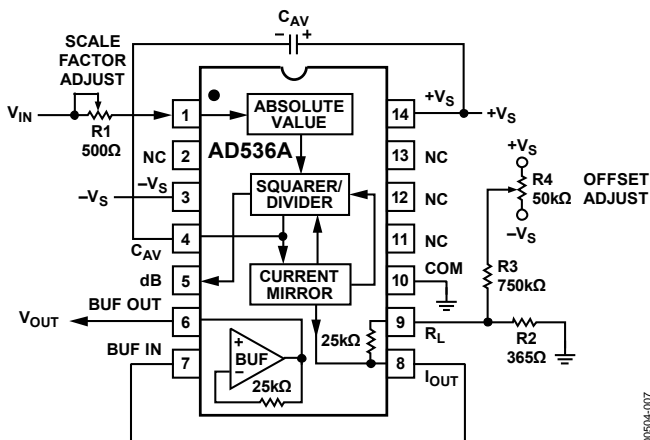 C_AV
− +
SCALE
FACTOR
ADJUST
V_IN
R1
500Ω
1
ABSOLUTE
VALUE
14
+V_S
+V_S
NC
2
AD536A
13
NC
+V_S
−V_S
−V_S
3
SQUARER/
DIVIDER
12
NC
R4
50kΩ
OFFSET
ADJUST
−V_S
4
C_AV
11
NC
dB
5
CURRENT
MIRROR
10
COM
R3
750kΩ
BUF OUT
V_OUT
6
25kΩ
9
R_L
R2
365Ω
BUF IN
7
+
BUF
−
25kΩ
8
I_OUT
00504-007